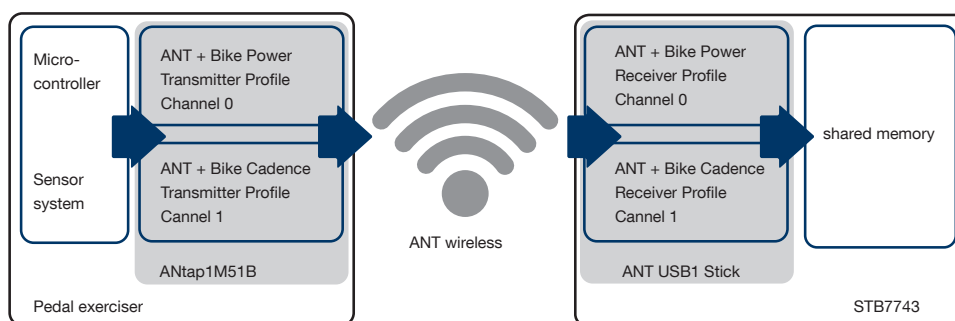 Micro-
controller
Sensor
system
ANT + Bike Power
Transmitter Profile
Channel 0
ANT + Bike Cadence
Transmitter Profile
Cannel 1
ANtap1M51B
Pedal exerciser
ANT wireless
ANT + Bike Power
Receiver Profile
Channel 0
ANT + Bike Cadence
Receiver Profile
Cannel 1
ANT USB1 Stick
shared memory
STB7743